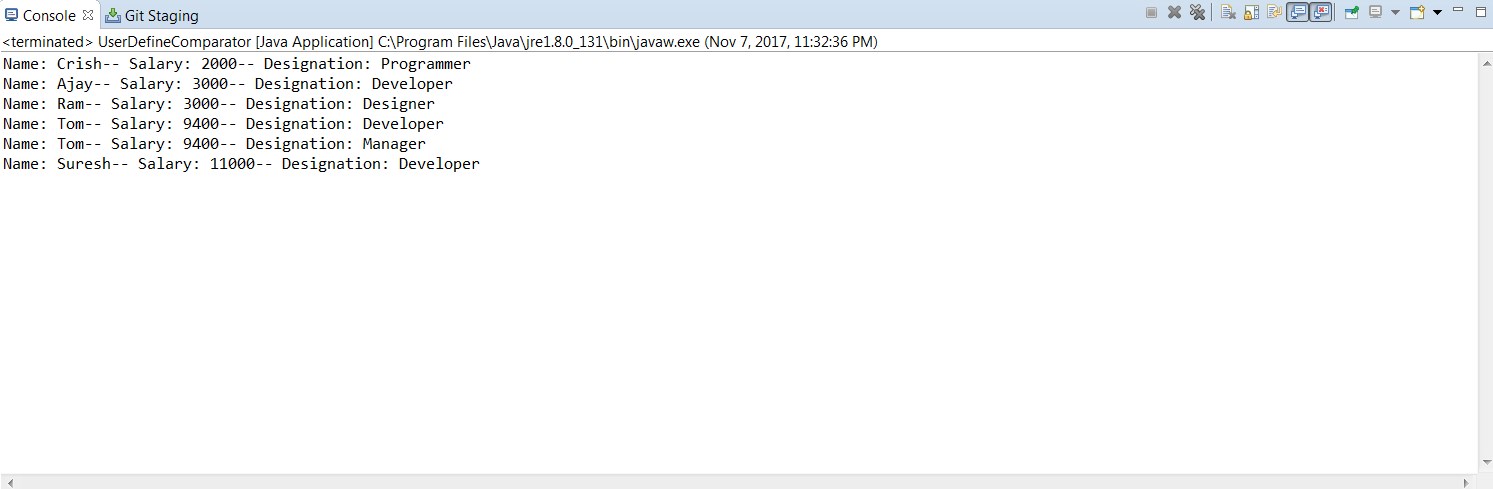 Console Git Staging
<terminated> UserDefineComparator [Java Application] C:\Program Files\Java\jre1.8.0_131\bin\javaw.exe (Nov 7, 2017, 11:32:36 PM)
Name: Crish-- Salary: 2000-- Designation: Programmer
Name: Ajay-- Salary: 3000-- Designation: Developer
Name: Ram-- Salary: 3000-- Designation: Designer
Name: Tom-- Salary: 9400-- Designation: Developer
Name: Tom-- Salary: 9400-- Designation: Manager
Name: Suresh-- Salary: 11000-- Designation: Developer